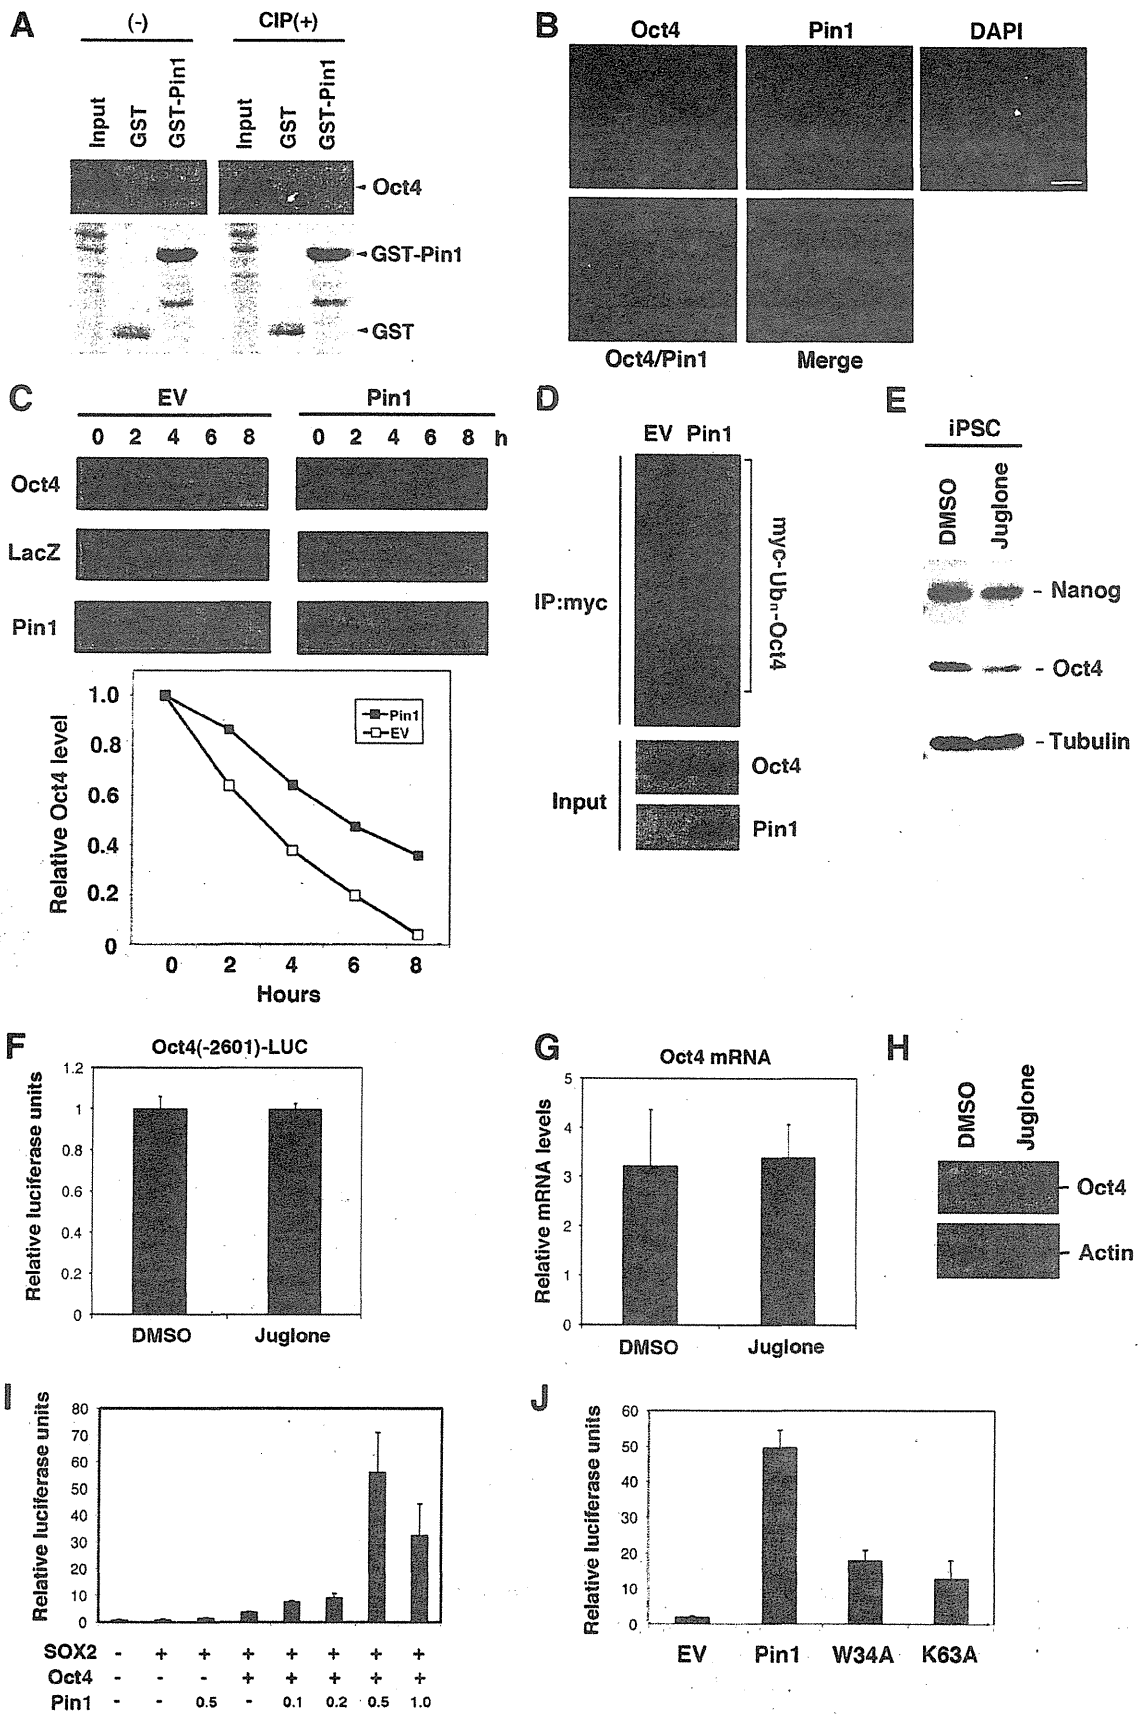 A
(-)
CIP(+)
Input
GST
GST-Pin1
Input
GST
GST-Pin1
Oct4
GST-Pin1
GST
B
Oct4
Pin1
DAPI
Oct4/Pin1
Merge
C
EV
Pin1
0 2 4 6 8
0 2 4 6 8 h
Oct4
LacZ
Pin1
Relative Oct4 level
1.0
0.8
0.6
0.4
0.2
0
Pin1
EV
0 2 4 6 8
Hours
D
EV Pin1
IP:myc
myc-Ubn-Oct4
Input
Oct4
Pin1
E
iPSC
DMSO
Juglone
- Nanog
- Oct4
- Tubulin
F
Oct4(-2601)-LUC
Relative luciferase units
1.2
1
0.8
0.6
0.4
0.2
0
DMSO
Juglone
G
Oct4 mRNA
Relative mRNA levels
5
4
3
2
1
0
DMSO
Juglone
H
DMSO
Juglone
- Oct4
- Actin
I
Relative luciferase units
80
70
60
50
40
30
20
10
0
SOX2 - + + + + + + +
Oct4 - - - + + + + +
Pin1 - - 0.5 - 0.1 0.2 0.5 1.0
J
Relative luciferase units
60
50
40
30
20
10
0
EV
Pin1
W34A
K63A